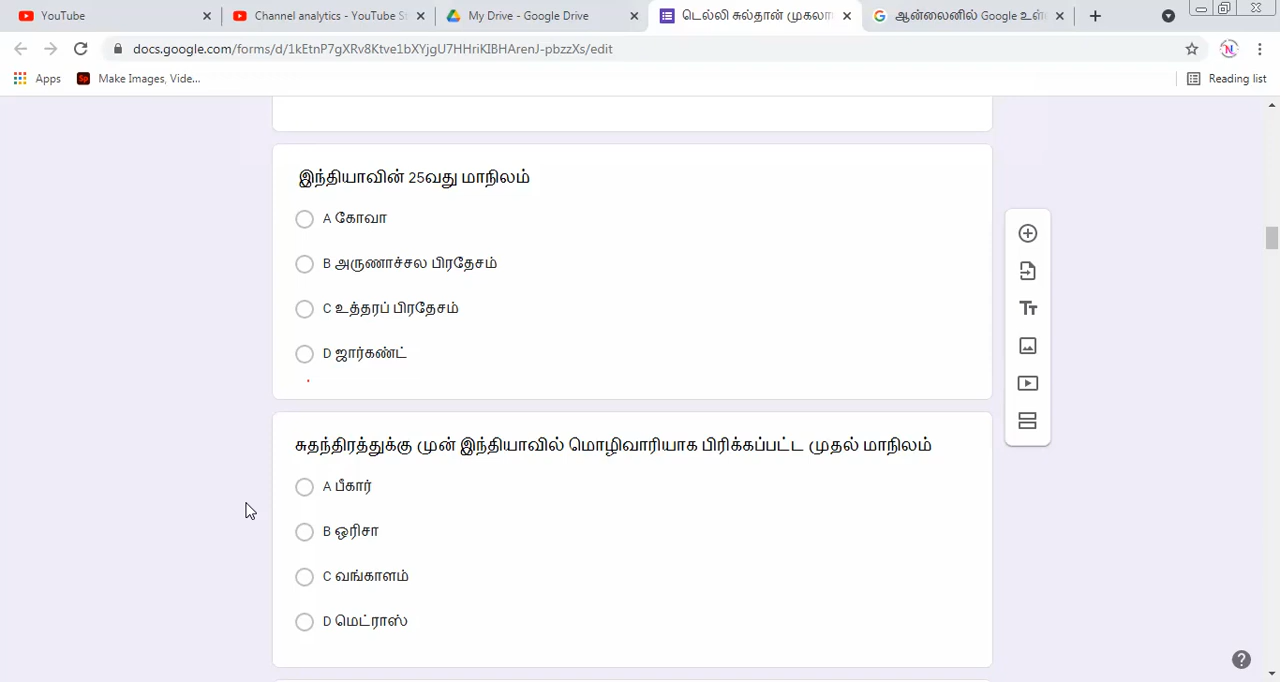 YouTube
Channel analytics - YouTube S
My Drive - Google Drive
டெல்லி சுல்தான் முகலா
ஆன்லைனில் Google உள்
docs.google.com/forms/d/1kEtnP7gXRv8Ktve1bXYjgU7HHriKIBHArenJ-pbzzXs/edit
Apps
Make Images, Vide...
Reading list
இந்தியாவின் 25வது மாநிலம்
A கோவா
B அருணாச்சல பிரதேசம்
C உத்தரப் பிரதேசம்
D ஜார்கண்ட்
சுதந்திரத்துக்கு முன் இந்தியாவில் மொழிவாரியாக பிரிக்கப்பட்ட முதல் மாநிலம்
A பீகார்
B ஒரிசா
C வங்காளம்
D மெட்ராஸ்